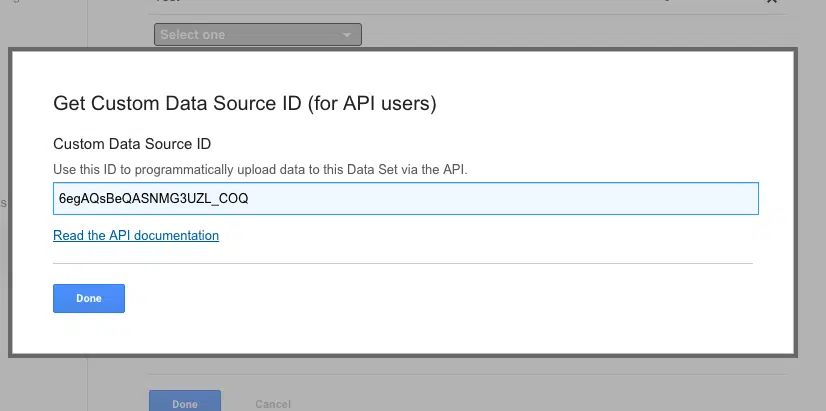 Select one
Get Custom Data Source ID (for API users)
Custom Data Source ID
Use this ID to programmatically upload data to this Data Set via the API.
6egAQsBeQASNMG3UZL_COQ
Read the API documentation
Done
Done
Cancel